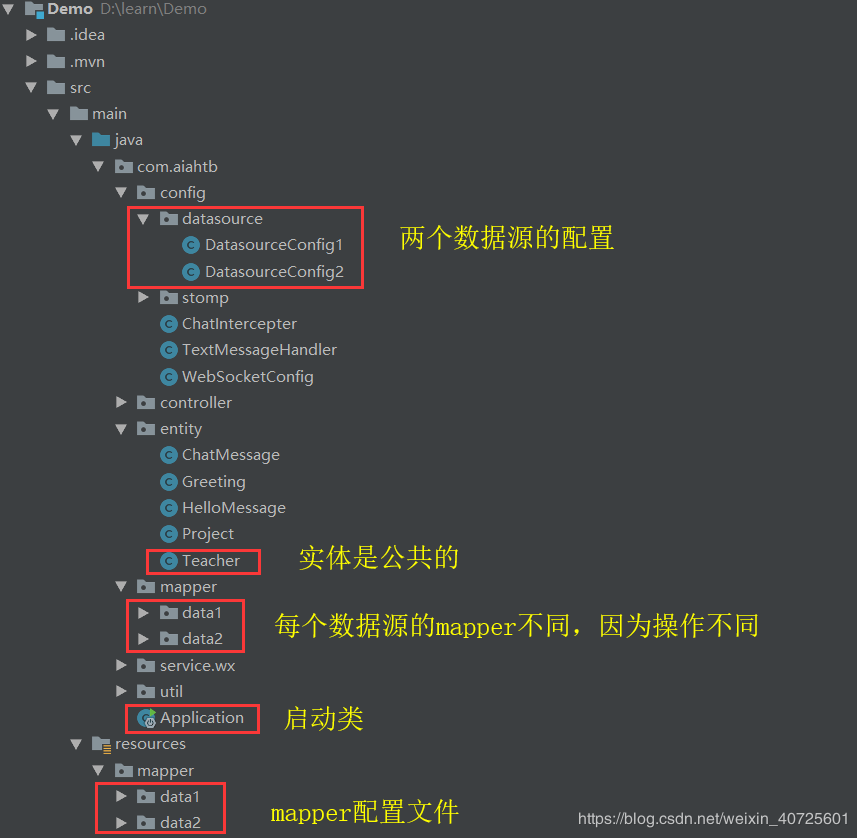 Demo D:\learn\Demo
.idea
.mvn
src
main
java
com.aiahtb
config
datasource
两个数据源的配置
DatasourceConfig1
DatasourceConfig2
stomp
ChatIntercepter
TextMessageHandler
WebSocketConfig
controller
entity
ChatMessage
Greeting
HelloMessage
Project
Teacher 实体是公共的
mapper
data1
每个数据源的mapper不同，因为操作不同
data2
service.wx
util
Application 启动类
resources
mapper
data1
mapper配置文件
data2
https://blog.csdn.net/weixin_40725601